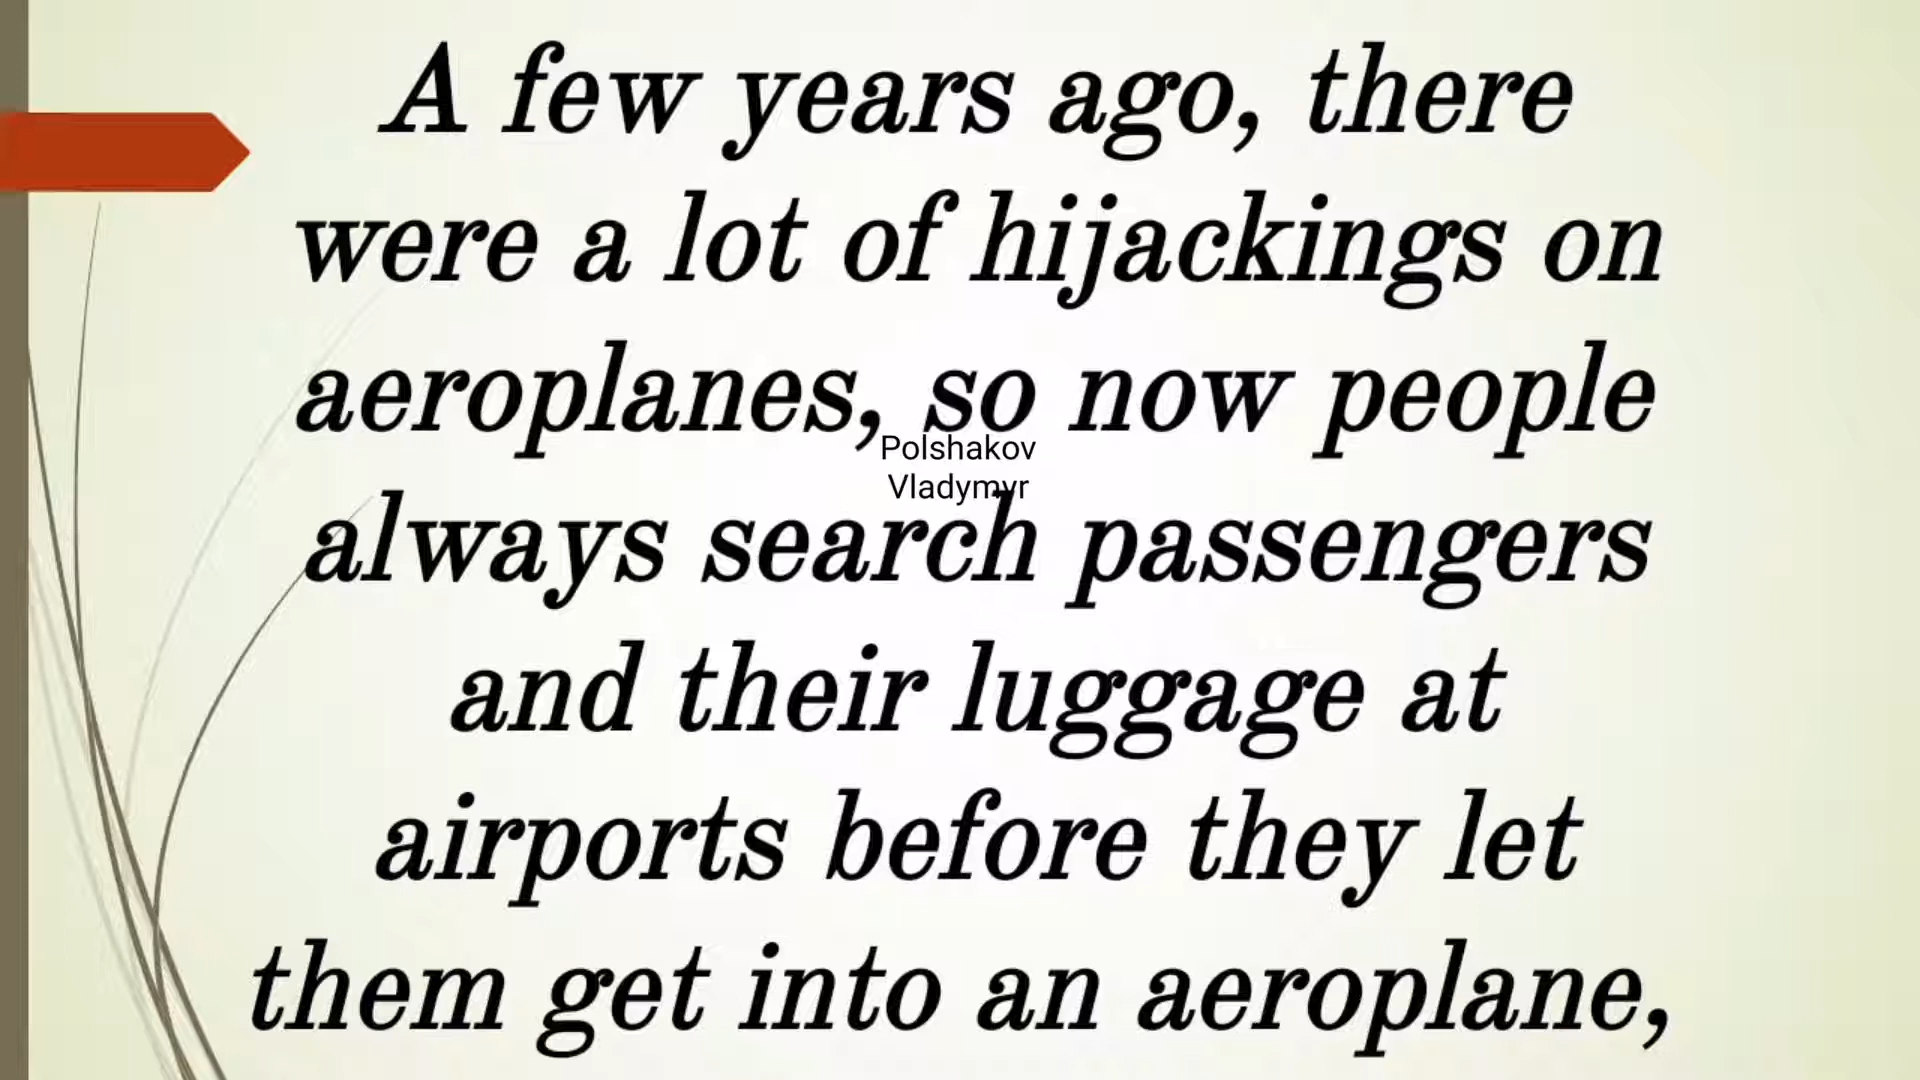 A few years ago, there
were a lot of hijackings on
aeroplanes, so now people
Polshakov
Vladymyr
always search passengers
and their luggage at
airports before they let
them get into an aeroplane,